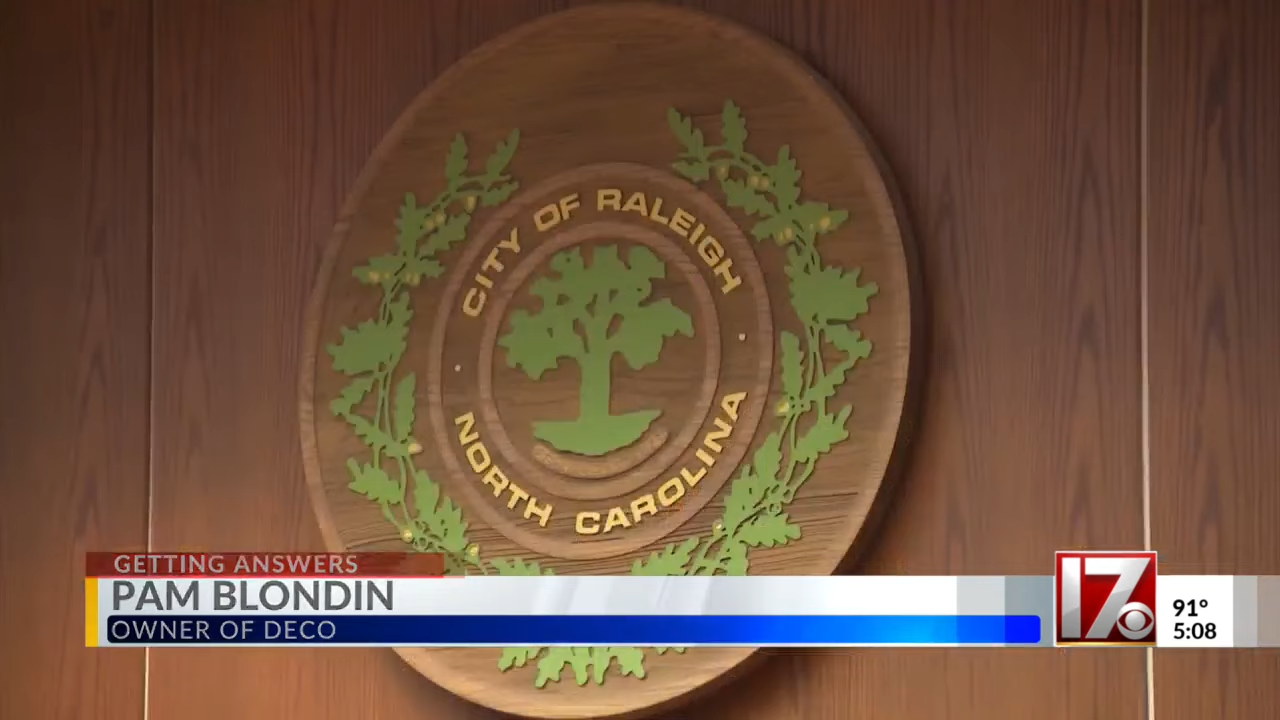 CITY OF RALEIGH
NORTH CAROLINA
GETTING ANSWERS
PAM BLONDIN
OWNER OF DECO
17
91°
5:08